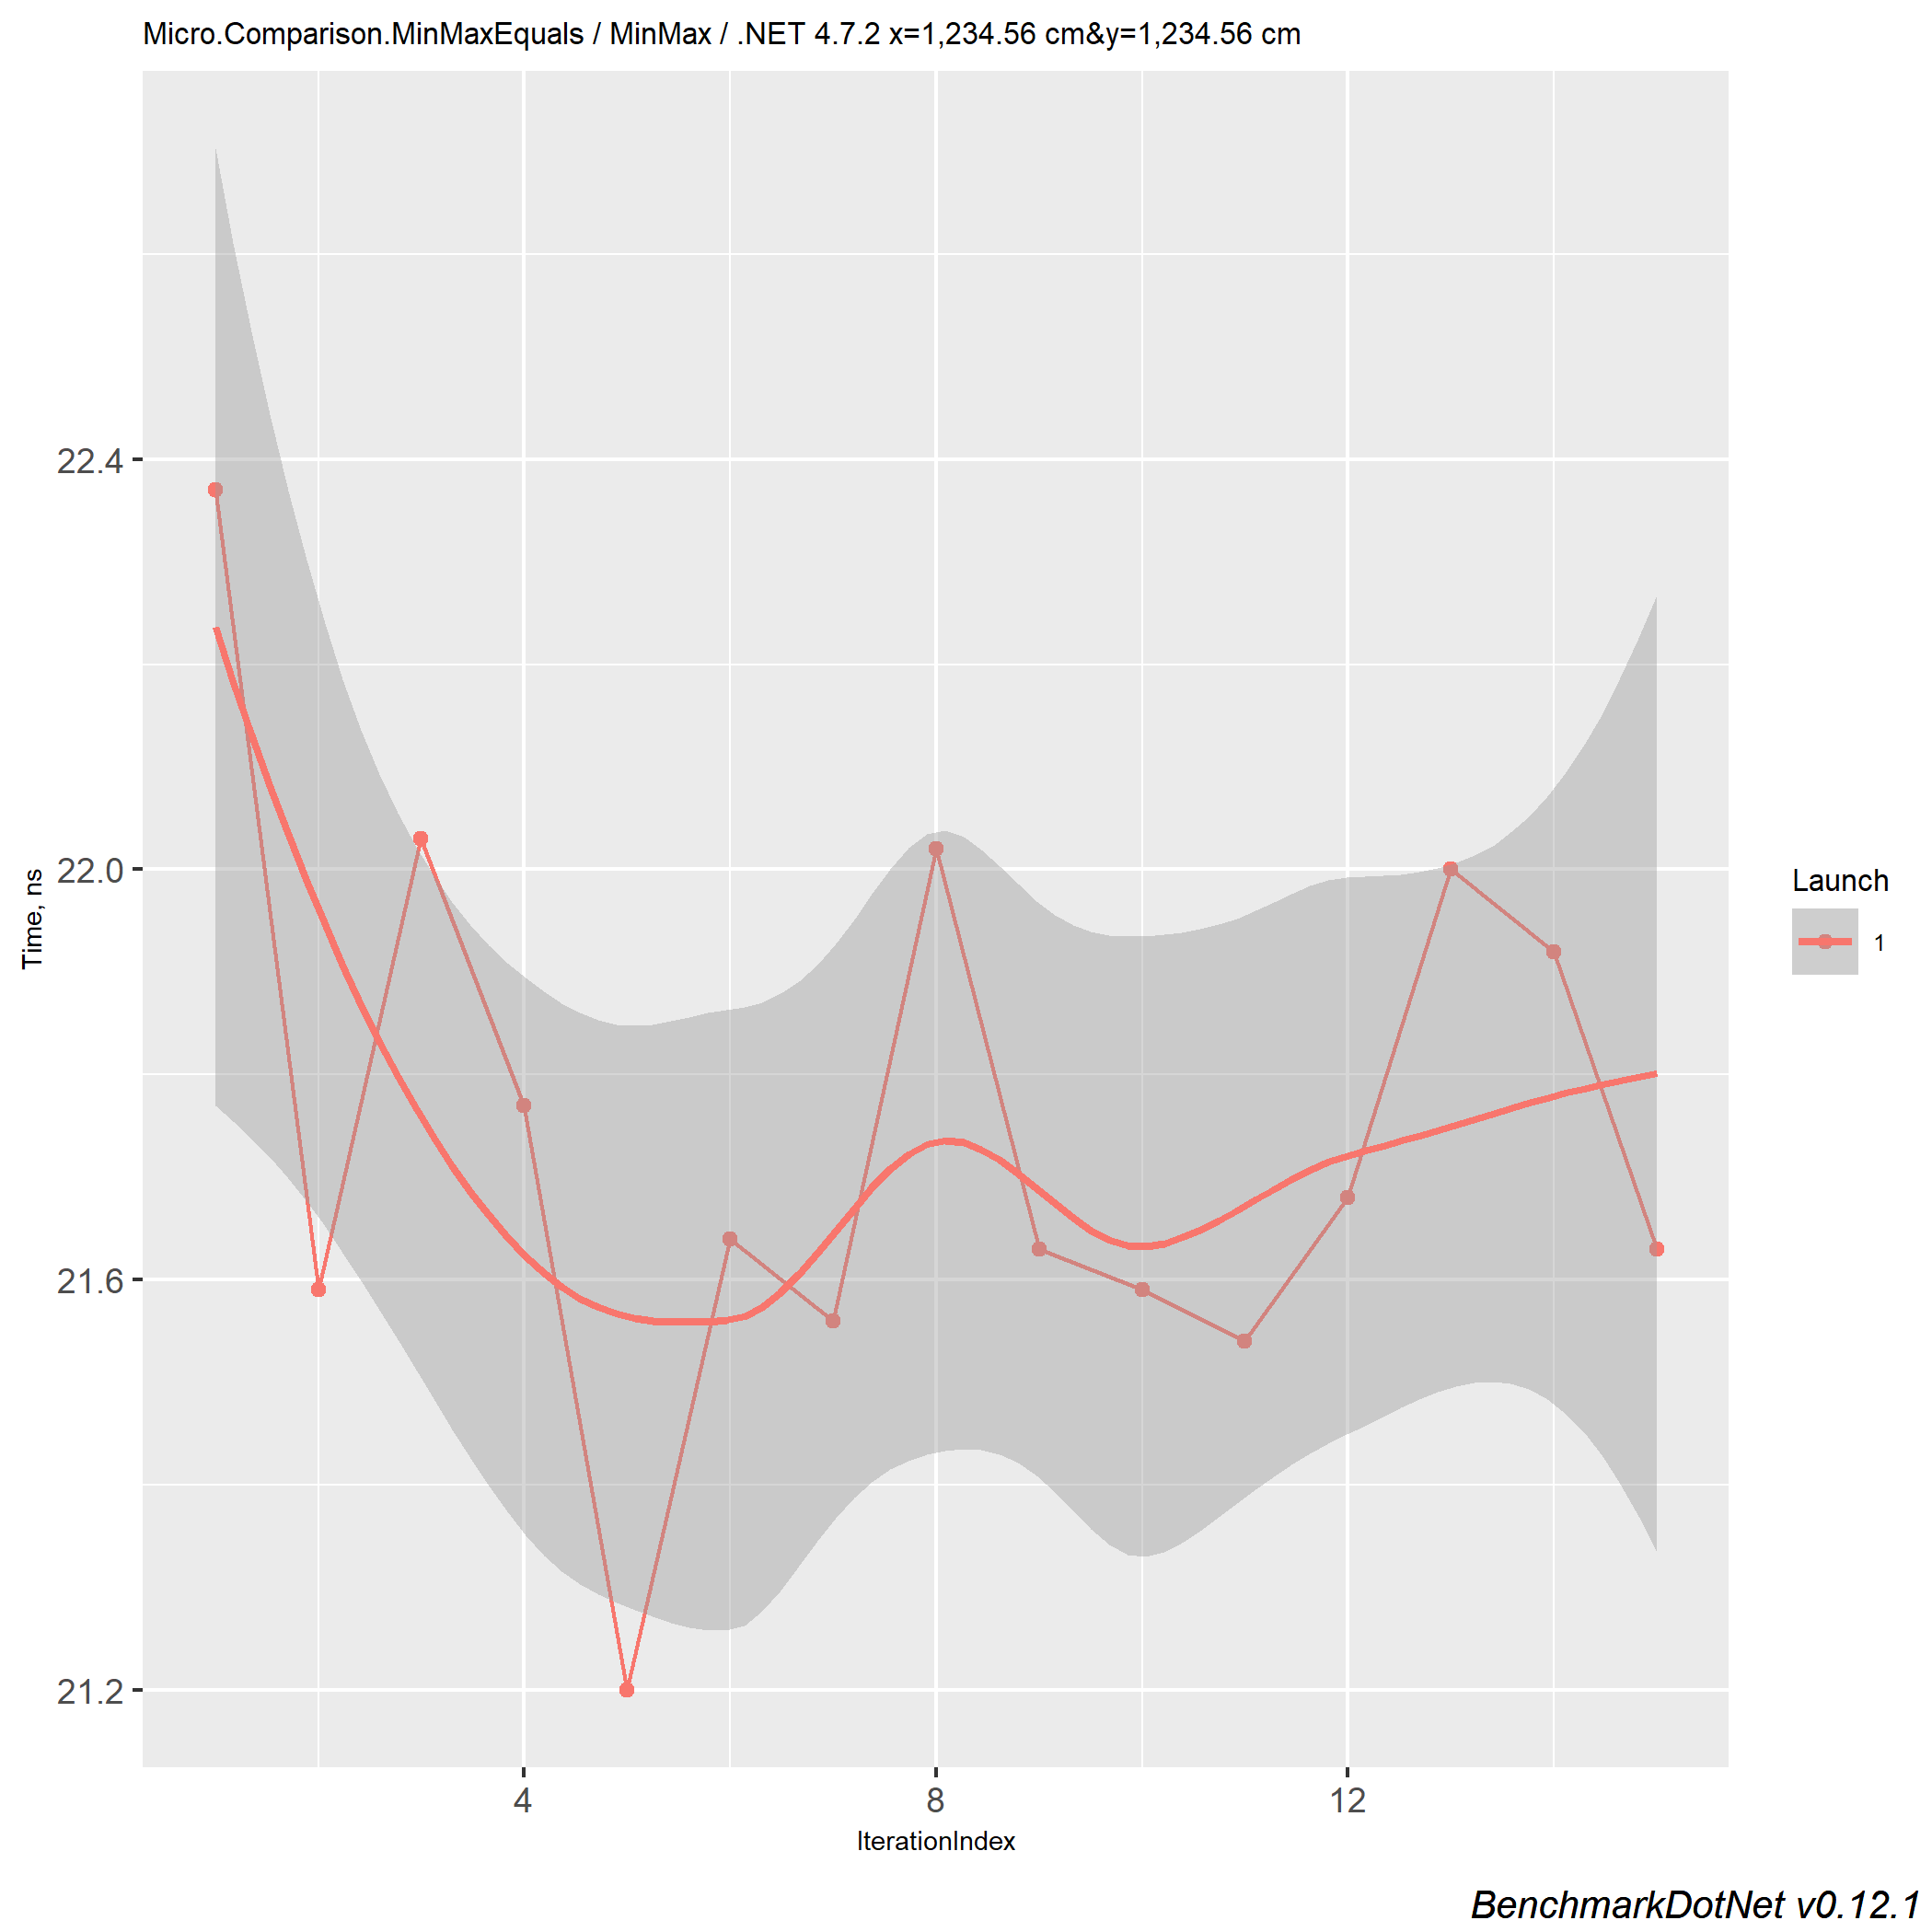 Micro.Comparison.MinMaxEquals / MinMax / .NET 4.7.2 x=1,234.56 cm&y=1,234.56 cm
22.4
22.0
21.6
21.2
Time, ns
4 8 12
IterationIndex
Launch
1
BenchmarkDotNet v0.12.1